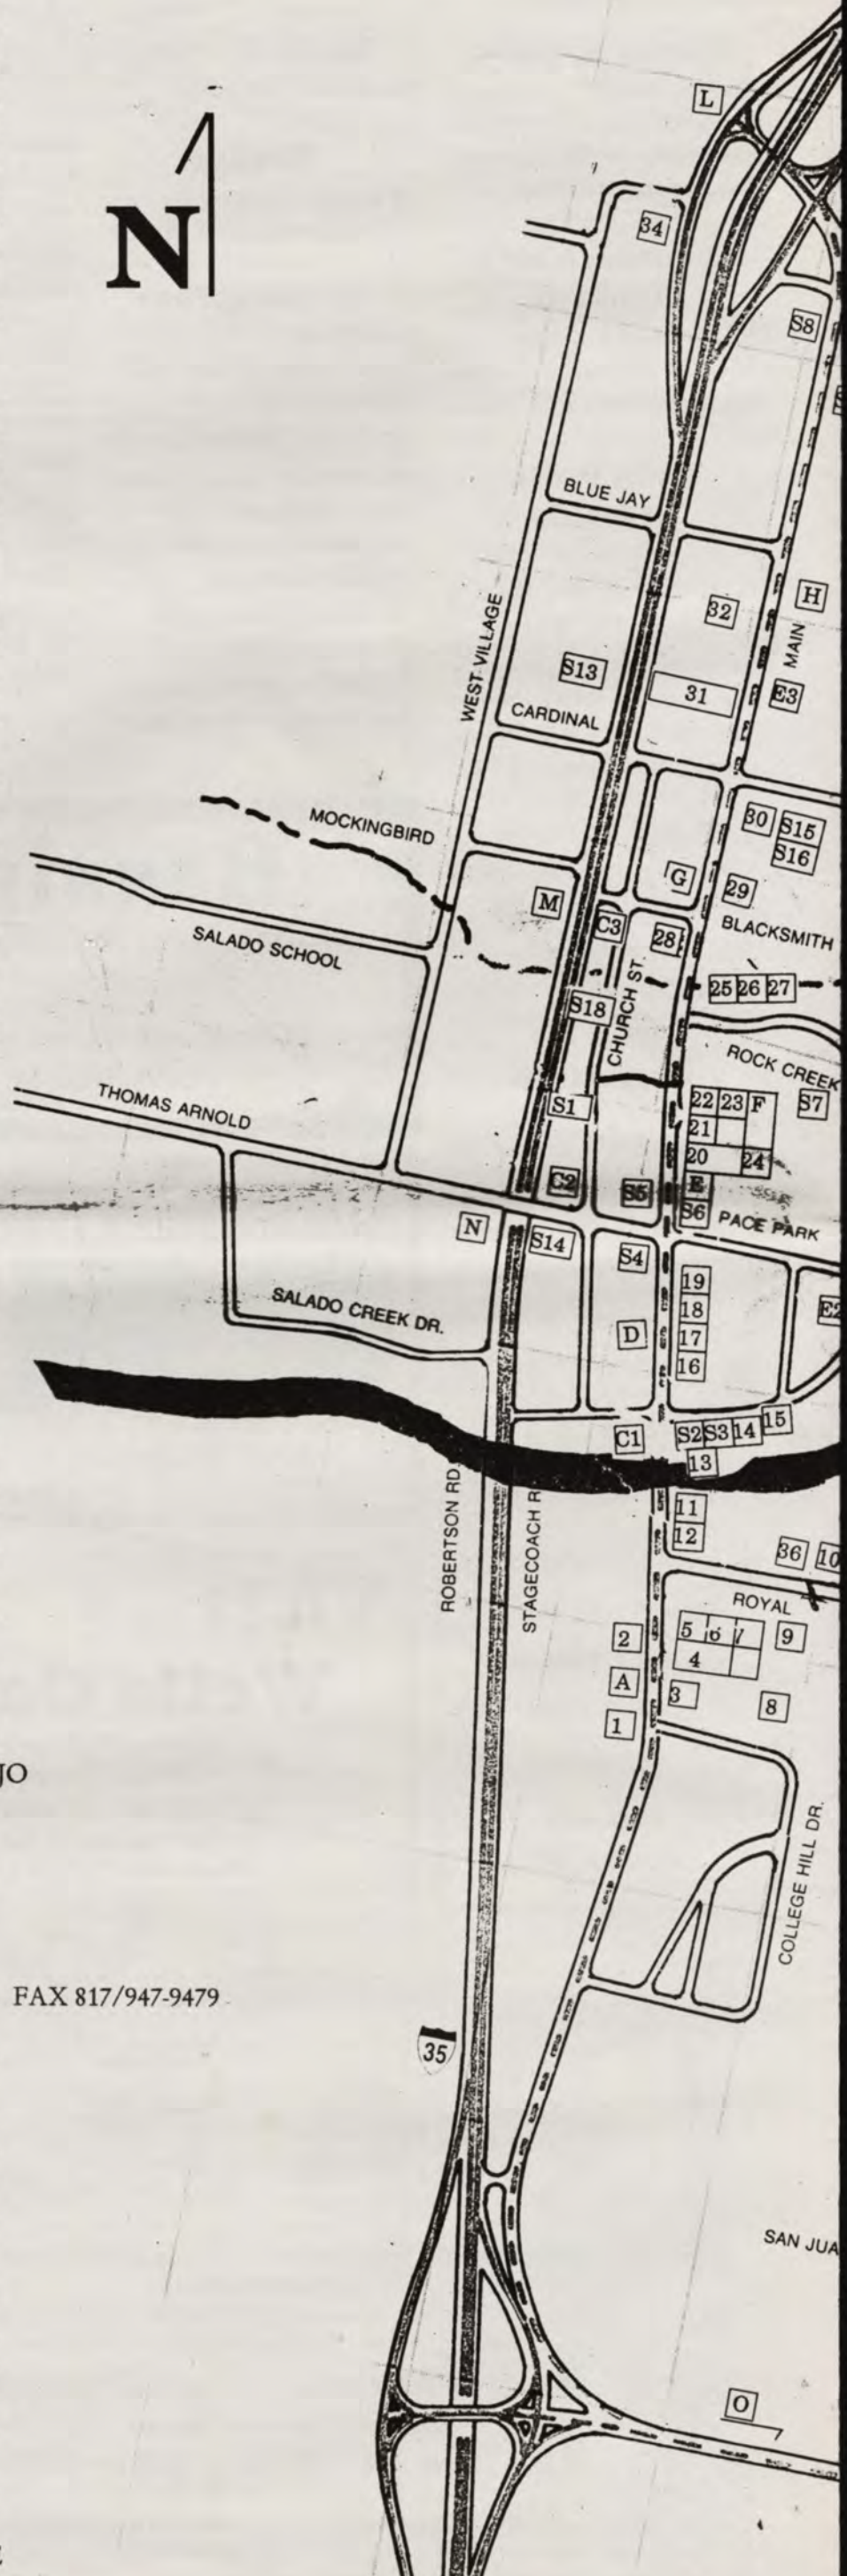 L
N
34
S8
BLUE JAY
H
32
MAIN
WEST VILLAGE
S13
31
E3
CARDINAL
MOCKINGBIRD
30 S15
S16
G
29
M
SALADO SCHOOL
C3
28
BLACKSMITH
25 26 27
S18
CHURCH ST.
ROCK CREEK
THOMAS ARNOLD
S1
22 23 F
S7
21
20 24
C2
S5
E
S6
PACE PARK
N
S14
S4
19
SALADO CREEK DR.
18
E2
D
17
16
C1
S2 S3 14 15
13
ROBERTSON RD.
STAGECOACH R
11
12
36 10
ROYAL
2
5 6 7
9
4
A
3
8
1
JO
COLLEGE HILL DR.
FAX 817/947-9479
35
SAN JUA
O